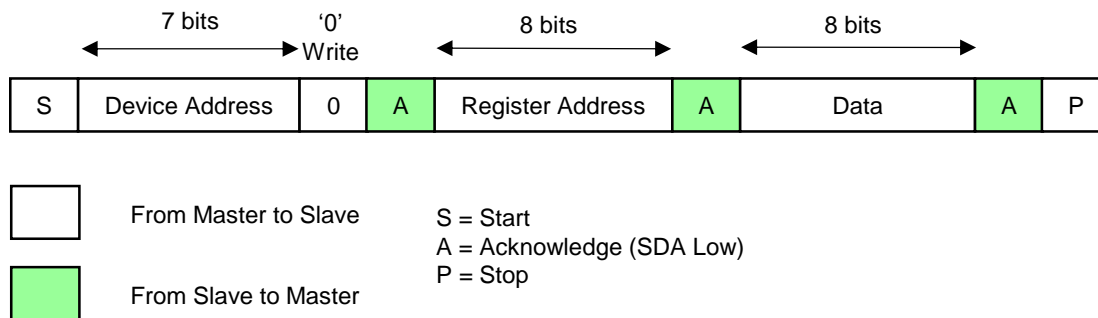 7 bits
‘0’
Write
8 bits
8 bits
S Device Address 0 A Register Address A Data A P
From Master to Slave
From Slave to Master
S = Start
A = Acknowledge (SDA Low)
P = Stop